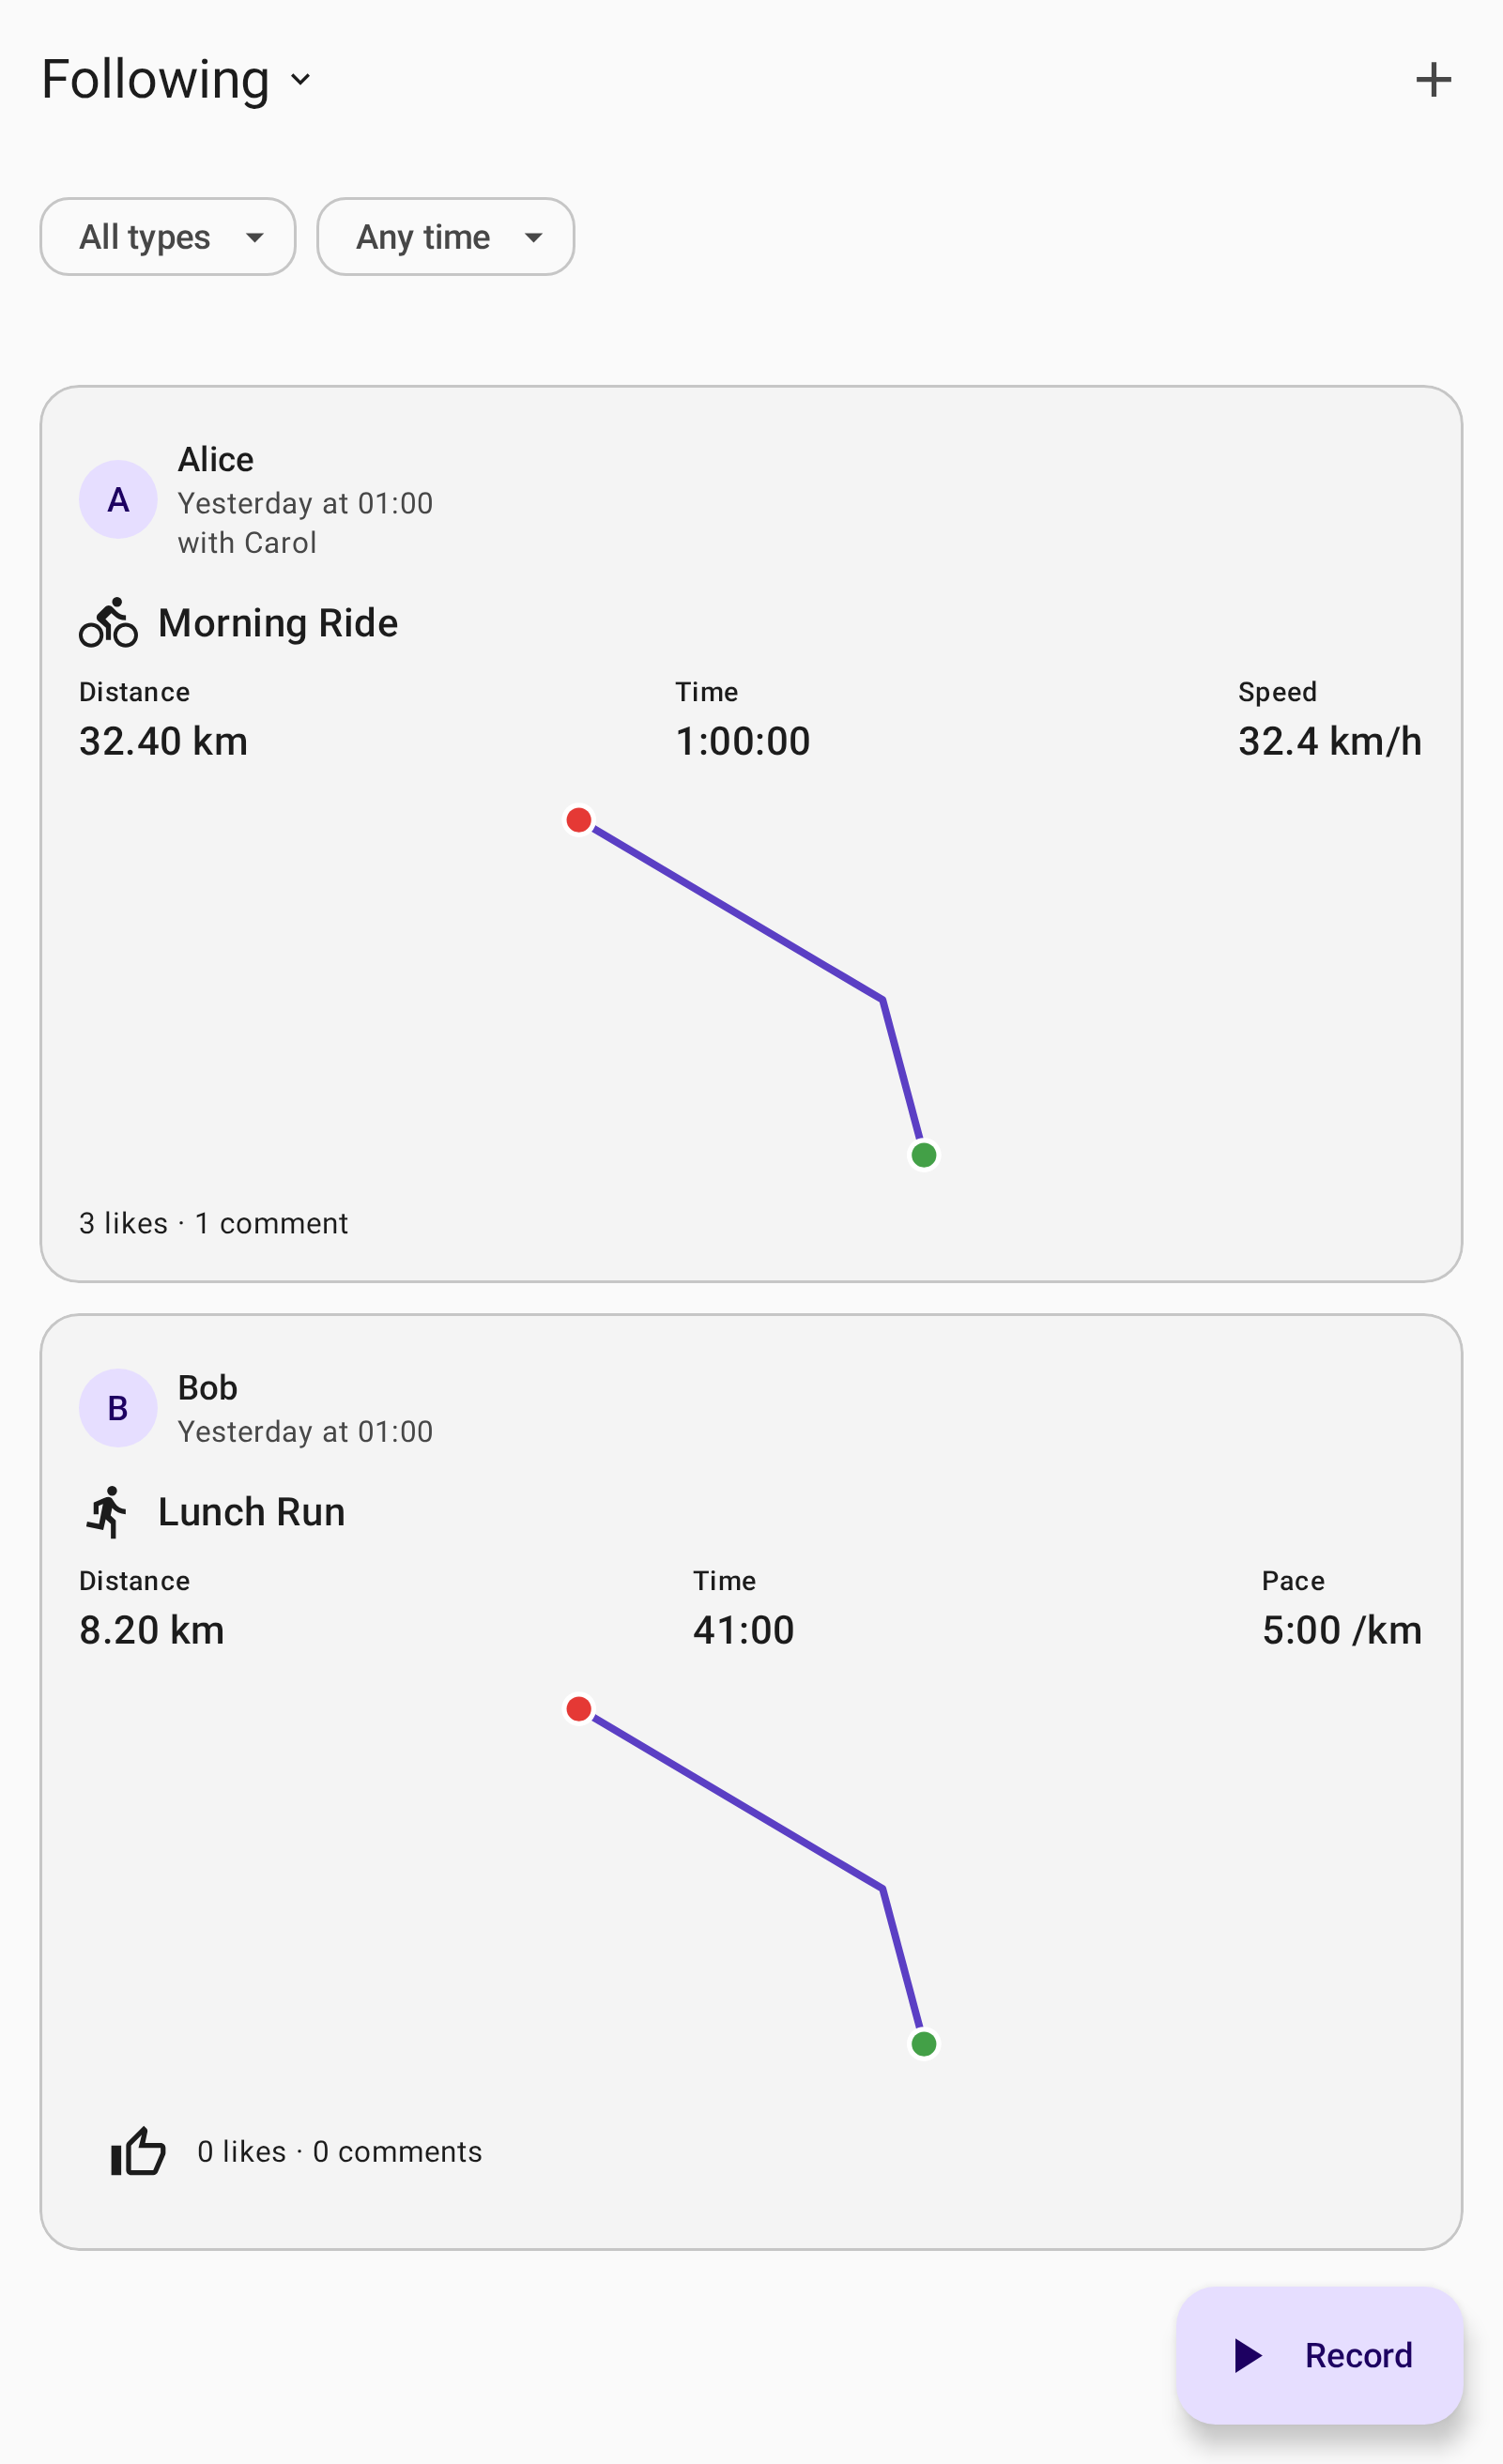 Following
All types
Any time
A
Alice
Yesterday at 01:00
with Carol
Morning Ride
Distance
Time
Speed
32.40 km
1:00:00
32.4 km/h
3 likes · 1 comment
B
Bob
Yesterday at 01:00
Lunch Run
Distance
Time
Pace
8.20 km
41:00
5:00 /km
0 likes · 0 comments
Record